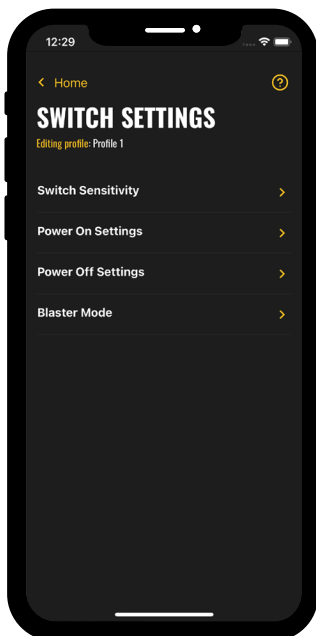 12:29
Home
SWITCH SETTINGS
Editing profile: Profile 1
Switch Sensitivity
Power On Settings
Power Off Settings
Blaster Mode